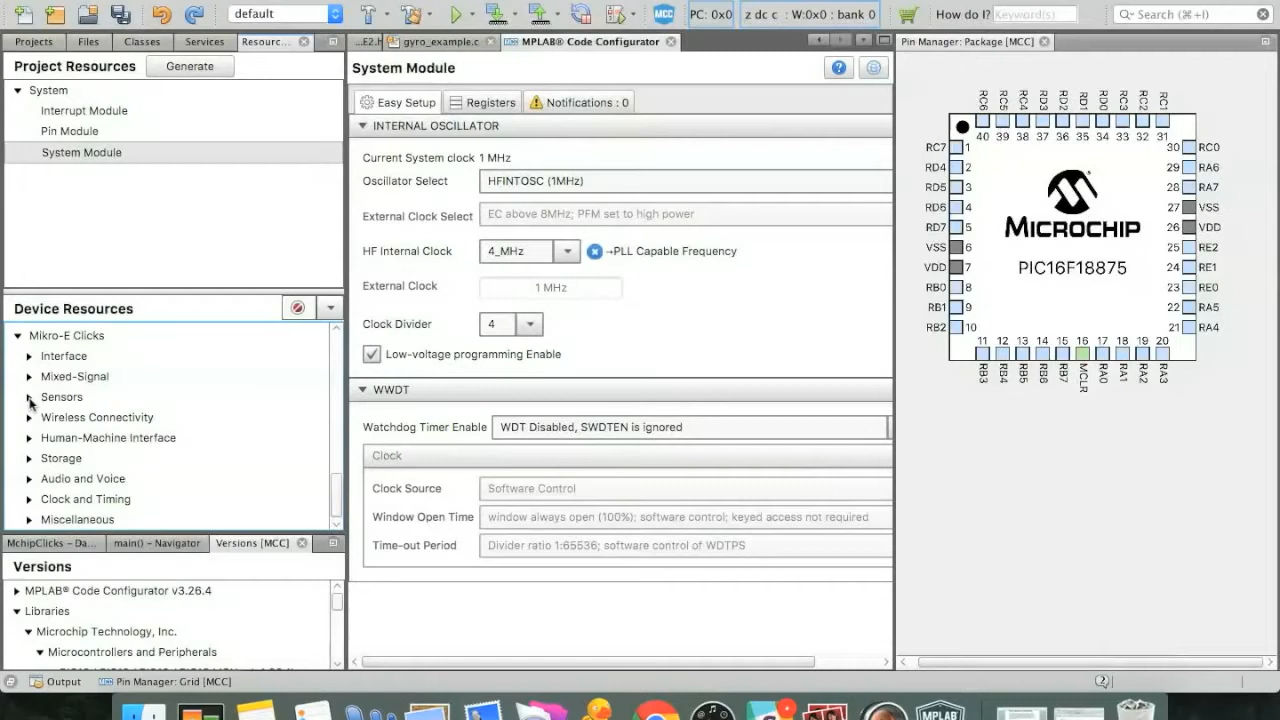 default
MCC
PC: 0x0
z dc c : W:0x0 : bank 0
How do I?
Keyword(s)
Search (⌘+I)
Projects
Files
Classes
Services
Resourc...
...E2.H
gyro_example.c
MPLAB® Code Configurator
Pin Manager: Package [MCC]
Project Resources
Generate
System
Interrupt Module
Pin Module
System Module
System Module
Easy Setup
Registers
Notifications : 0
INTERNAL OSCILLATOR
Current System clock 1 MHz
Oscillator Select
HFINTOSC (1MHz)
External Clock Select
EC above 8MHz; PFM set to high power
HF Internal Clock
4_MHz
→PLL Capable Frequency
External Clock
1 MHz
Clock Divider
4
Low-voltage programming Enable
WWDT
Watchdog Timer Enable
WDT Disabled, SWDTEN is ignored
Clock
Clock Source
Software Control
Window Open Time
window always open (100%); software control; keyed access not required
Time-out Period
Divider ratio 1:65536; software control of WDTPS
Device Resources
Mikro-E Clicks
Interface
Mixed-Signal
Sensors
Wireless Connectivity
Human-Machine Interface
Storage
Audio and Voice
Clock and Timing
Miscellaneous
MchipClicks - Da...
main() - Navigator
Versions [MCC]
Versions
MPLAB® Code Configurator v3.26.4
Libraries
Microchip Technology, Inc.
Microcontrollers and Peripherals
Output
Pin Manager: Grid [MCC]
RC6 RC5 RC4 RD3 RD2 RD1 RD0 RC3 RC2 RC1
40 39 38 37 36 35 34 33 32 31
RC7 1
RD4 2
RD5 3
RD6 4
RD7 5
VSS 6
VDD 7
RB0 8
RB1 9
RB2 10
MICROCHIP
PIC16F18875
30 RC0
29 RA6
28 RA7
27 VSS
26 VDD
25 RE2
24 RE1
23 RE0
22 RA5
21 RA4
11 12 13 14 15 16 17 18 19 20
RB3 RB4 RB5 RB6 RB7 MCLR RA0 RA1 RA2 RA3
MPLAB